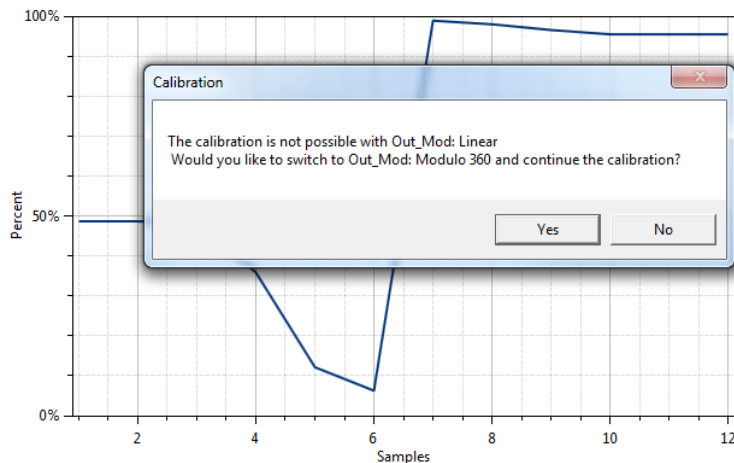 100%
Calibration
The calibration is not possible with Out_Mod: Linear
Would you like to switch to Out_Mod: Modulo 360 and continue the calibration?
Percent
50%
Yes
No
0%
2
4
6
8
10
12
Samples